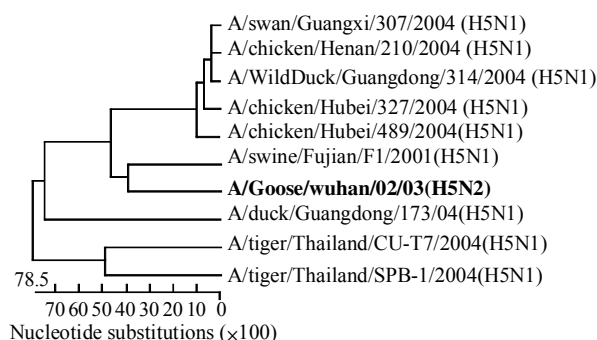 A/swan/Guangxi/307/2004 (H5N1)
A/chicken/Henan/210/2004 (H5N1)
A/WildDuck/Guangdong/314/2004 (H5N1)
A/chicken/Hubei/327/2004 (H5N1)
A/chicken/Hubei/489/2004(H5N1)
A/swine/Fujian/F1/2001(H5N1)
A/Goose/wuhan/02/03(H5N2)
A/duck/Guangdong/173/04(H5N1)
A/tiger/Thailand/CU-T7/2004(H5N1)
A/tiger/Thailand/SPB-1/2004(H5N1)
78.5
70 60 50 40 30 20 10 0
Nucleotide substitutions (×100)